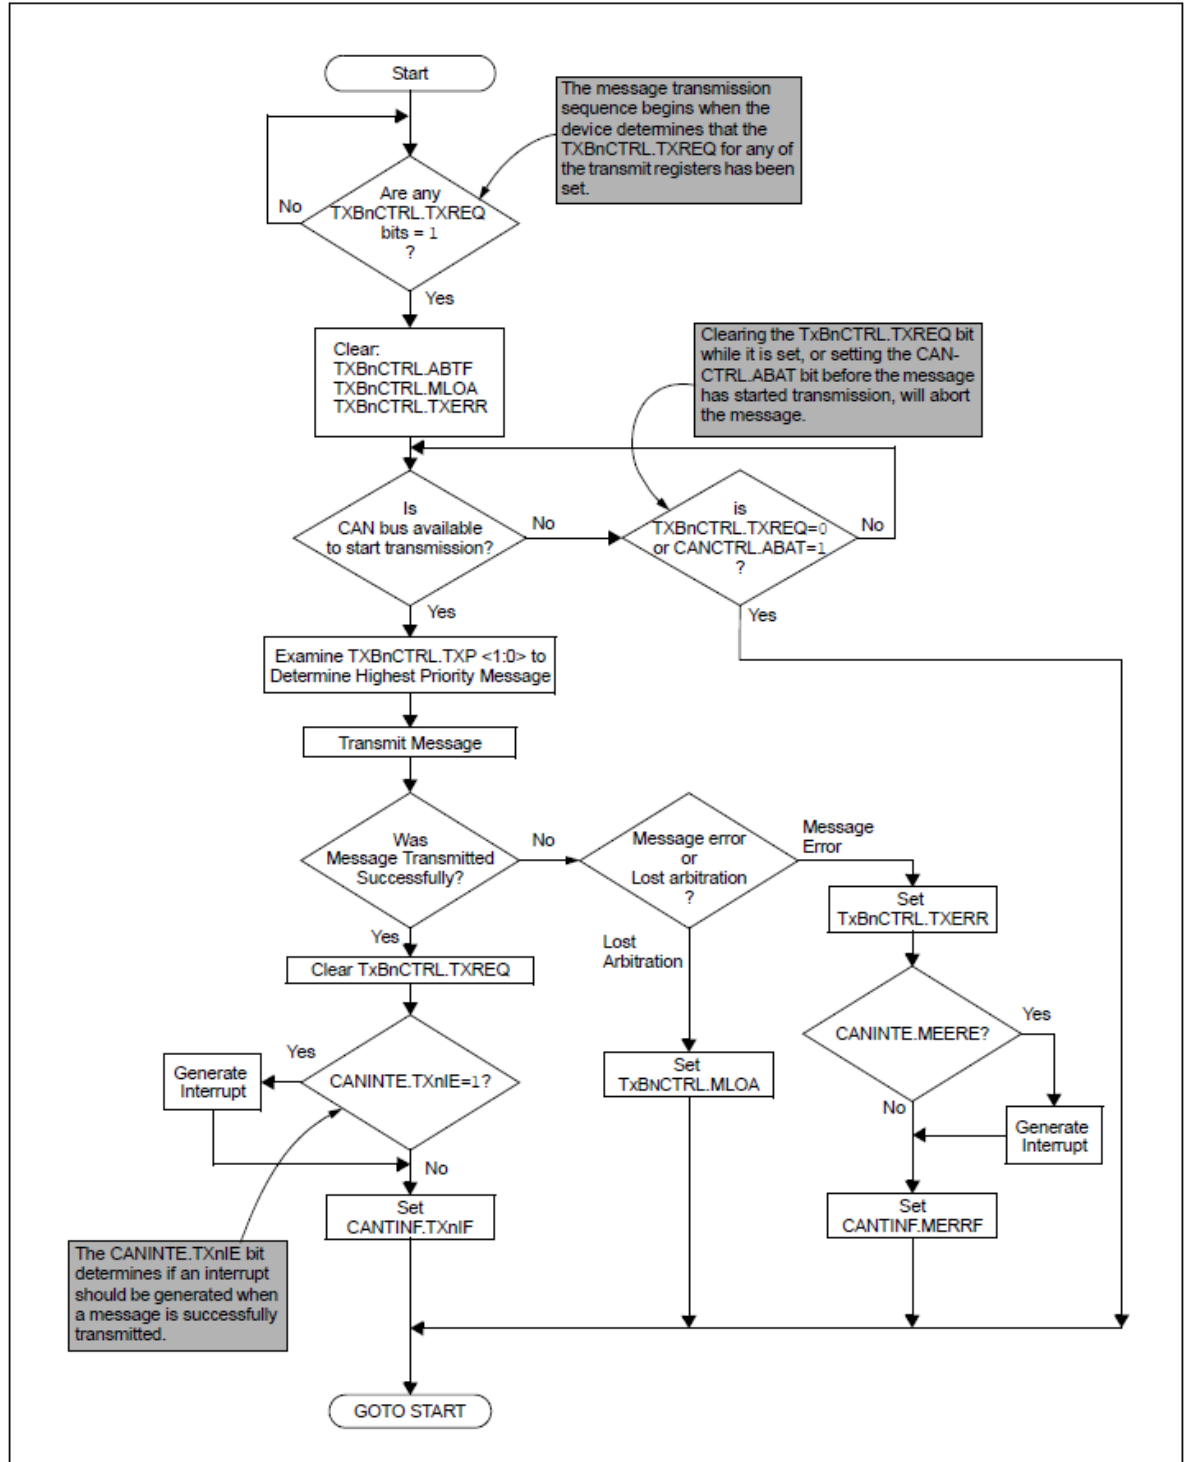 Start
The message transmission
sequence begins when the
device determines that the
TXBnCTRL.TXREQ for any of
the transmit registers has been
set.
Are any
TXBnCTRL.TXREQ
bits = 1
?
No
Yes
Clear:
TXBnCTRL.ABTF
TXBnCTRL.MLOA
TXBnCTRL.TXERR
Clearing the TxBnCTRL.TXREQ bit
while it is set, or setting the CAN-
CTRL.ABAT bit before the message
has started transmission, will abort
the message.
Is
CAN bus available
to start transmission?
No
is
TXBnCTRL.TXREQ=0
or CANCTRL.ABAT=1
?
No
Yes
Yes
Examine TXBnCTRL.TXP <1:0> to
Determine Highest Priority Message
Transmit Message
Was
Message Transmitted
Successfully?
No
Message error
or
Lost arbitration
?
Message
Error
Set
TxBnCTRL.TXERR
Yes
Lost
Arbitration
Clear TxBnCTRL.TXREQ
CANINTE.MEERE?
Yes
Yes
Generate
Interrupt
CANINTE.TXnIE=1?
Set
TxBnCTRL.MLOA
No
Generate
Interrupt
No
Set
CANTINF.TXnIF
Set
CANTINF.MERRF
The CANINTE.TXnIE bit
determines if an interrupt
should be generated when
a message is successfully
transmitted.
GOTO START